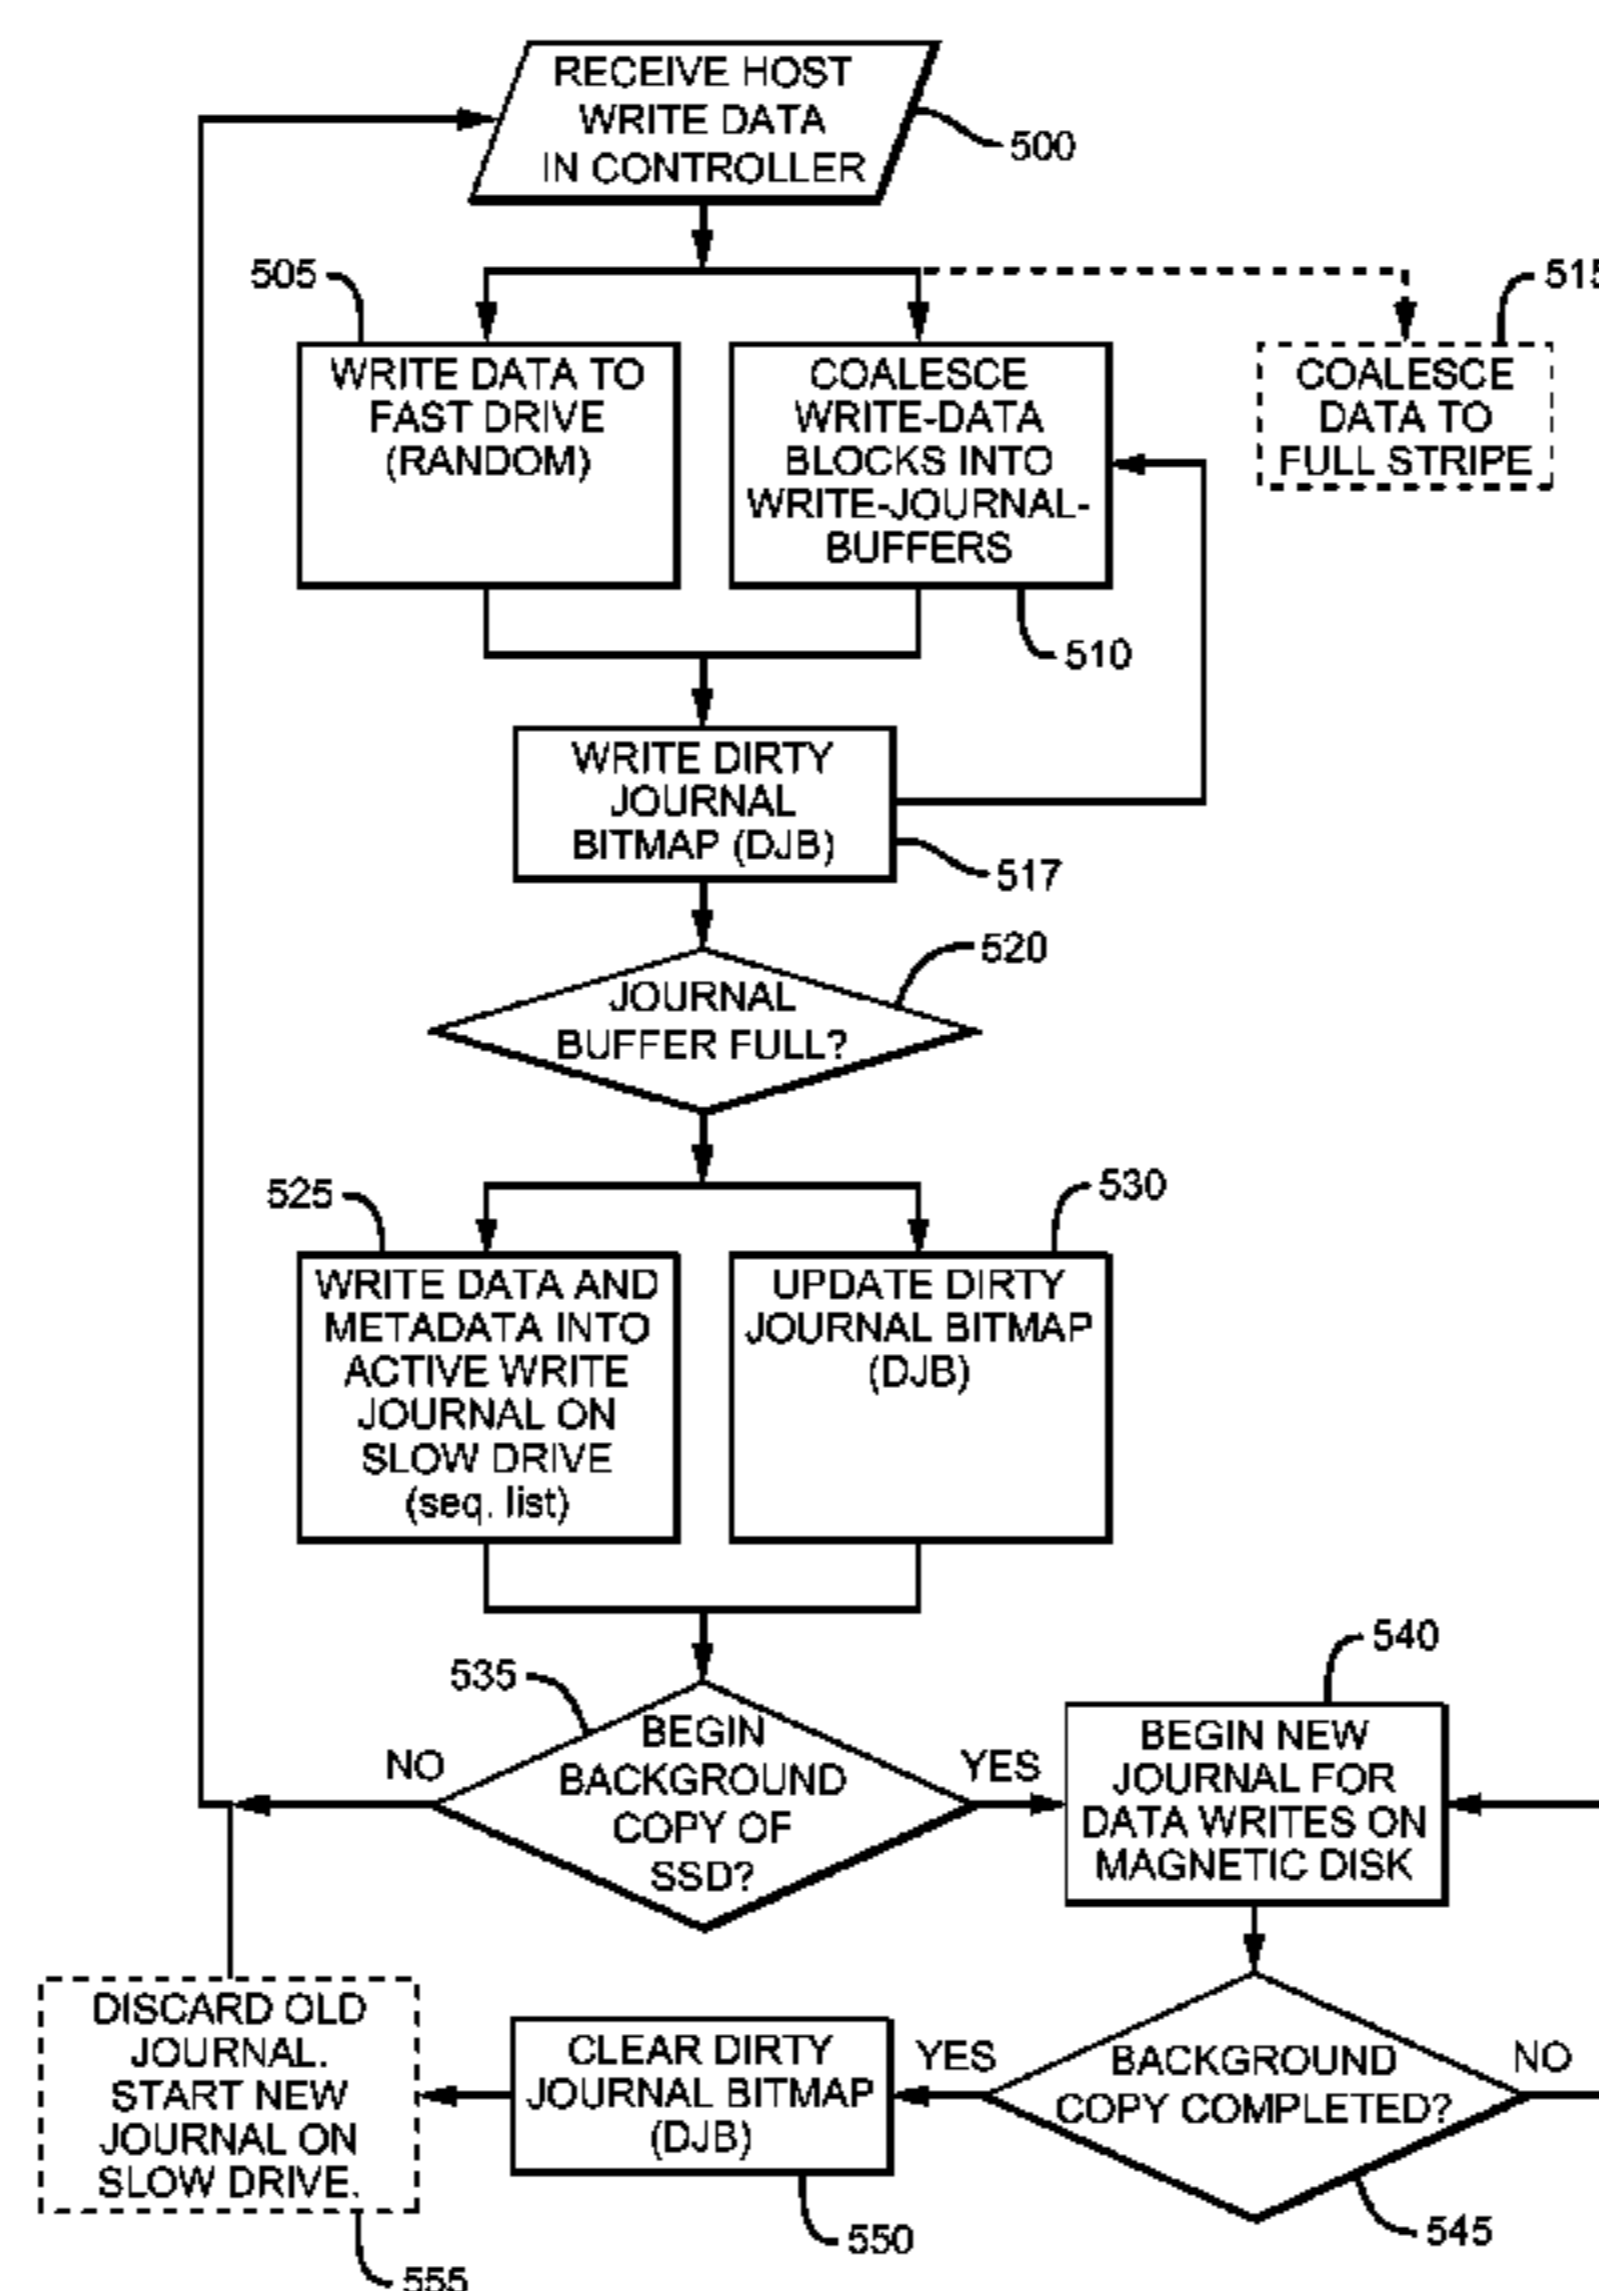 RECEIVE HOST
WRITE DATA
IN CONTROLLER
500
505
515
WRITE DATA TO
FAST DRIVE
(RANDOM)
COALESCE
WRITE-DATA
BLOCKS INTO
WRITE-JOURNAL-
BUFFERS
COALESCE
DATA TO
FULL STRIPE
510
WRITE DIRTY
JOURNAL
BITMAP (DJB)
517
520
JOURNAL
BUFFER FULL?
525
530
WRITE DATA AND
METADATA INTO
ACTIVE WRITE
JOURNAL ON
SLOW DRIVE
(seq. list)
UPDATE DIRTY
JOURNAL BITMAP
(DJB)
535
540
NO
BEGIN
BACKGROUND
COPY OF
SSD?
YES
BEGIN NEW
JOURNAL FOR
DATA WRITES ON
MAGNETIC DISK
DISCARD OLD
JOURNAL.
START NEW
JOURNAL ON
SLOW DRIVE.
CLEAR DIRTY
JOURNAL BITMAP
(DJB)
YES
BACKGROUND
COPY COMPLETED?
NO
550
545
555